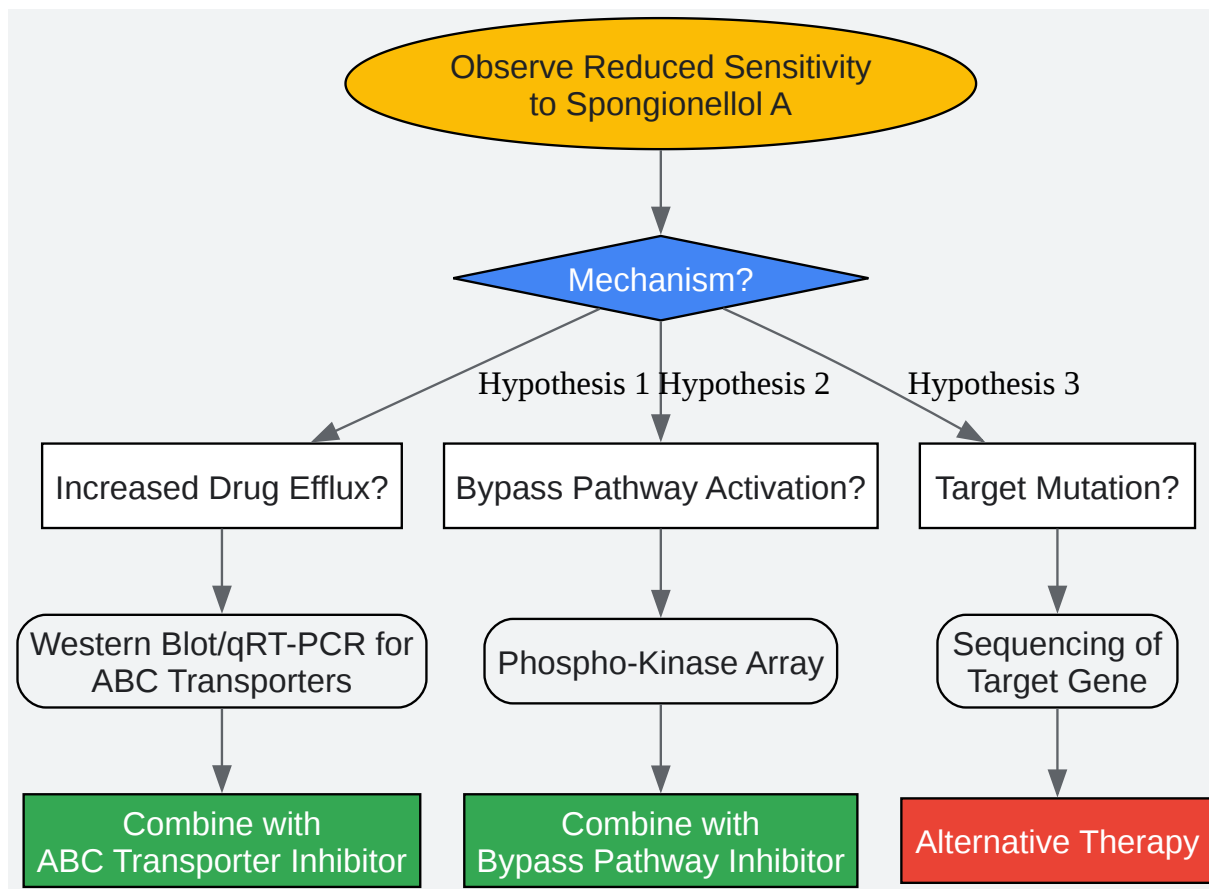 Observe Reduced Sensitivity
to Spongionellol A
Mechanism?
Hypothesis 1
Hypothesis 2
Hypothesis 3
Increased Drug Efflux?
Bypass Pathway Activation?
Target Mutation?
Western Blot/qRT-PCR for
ABC Transporters
Phospho-Kinase Array
Sequencing of
Target Gene
Combine with
ABC Transporter Inhibitor
Combine with
Bypass Pathway Inhibitor
Alternative Therapy